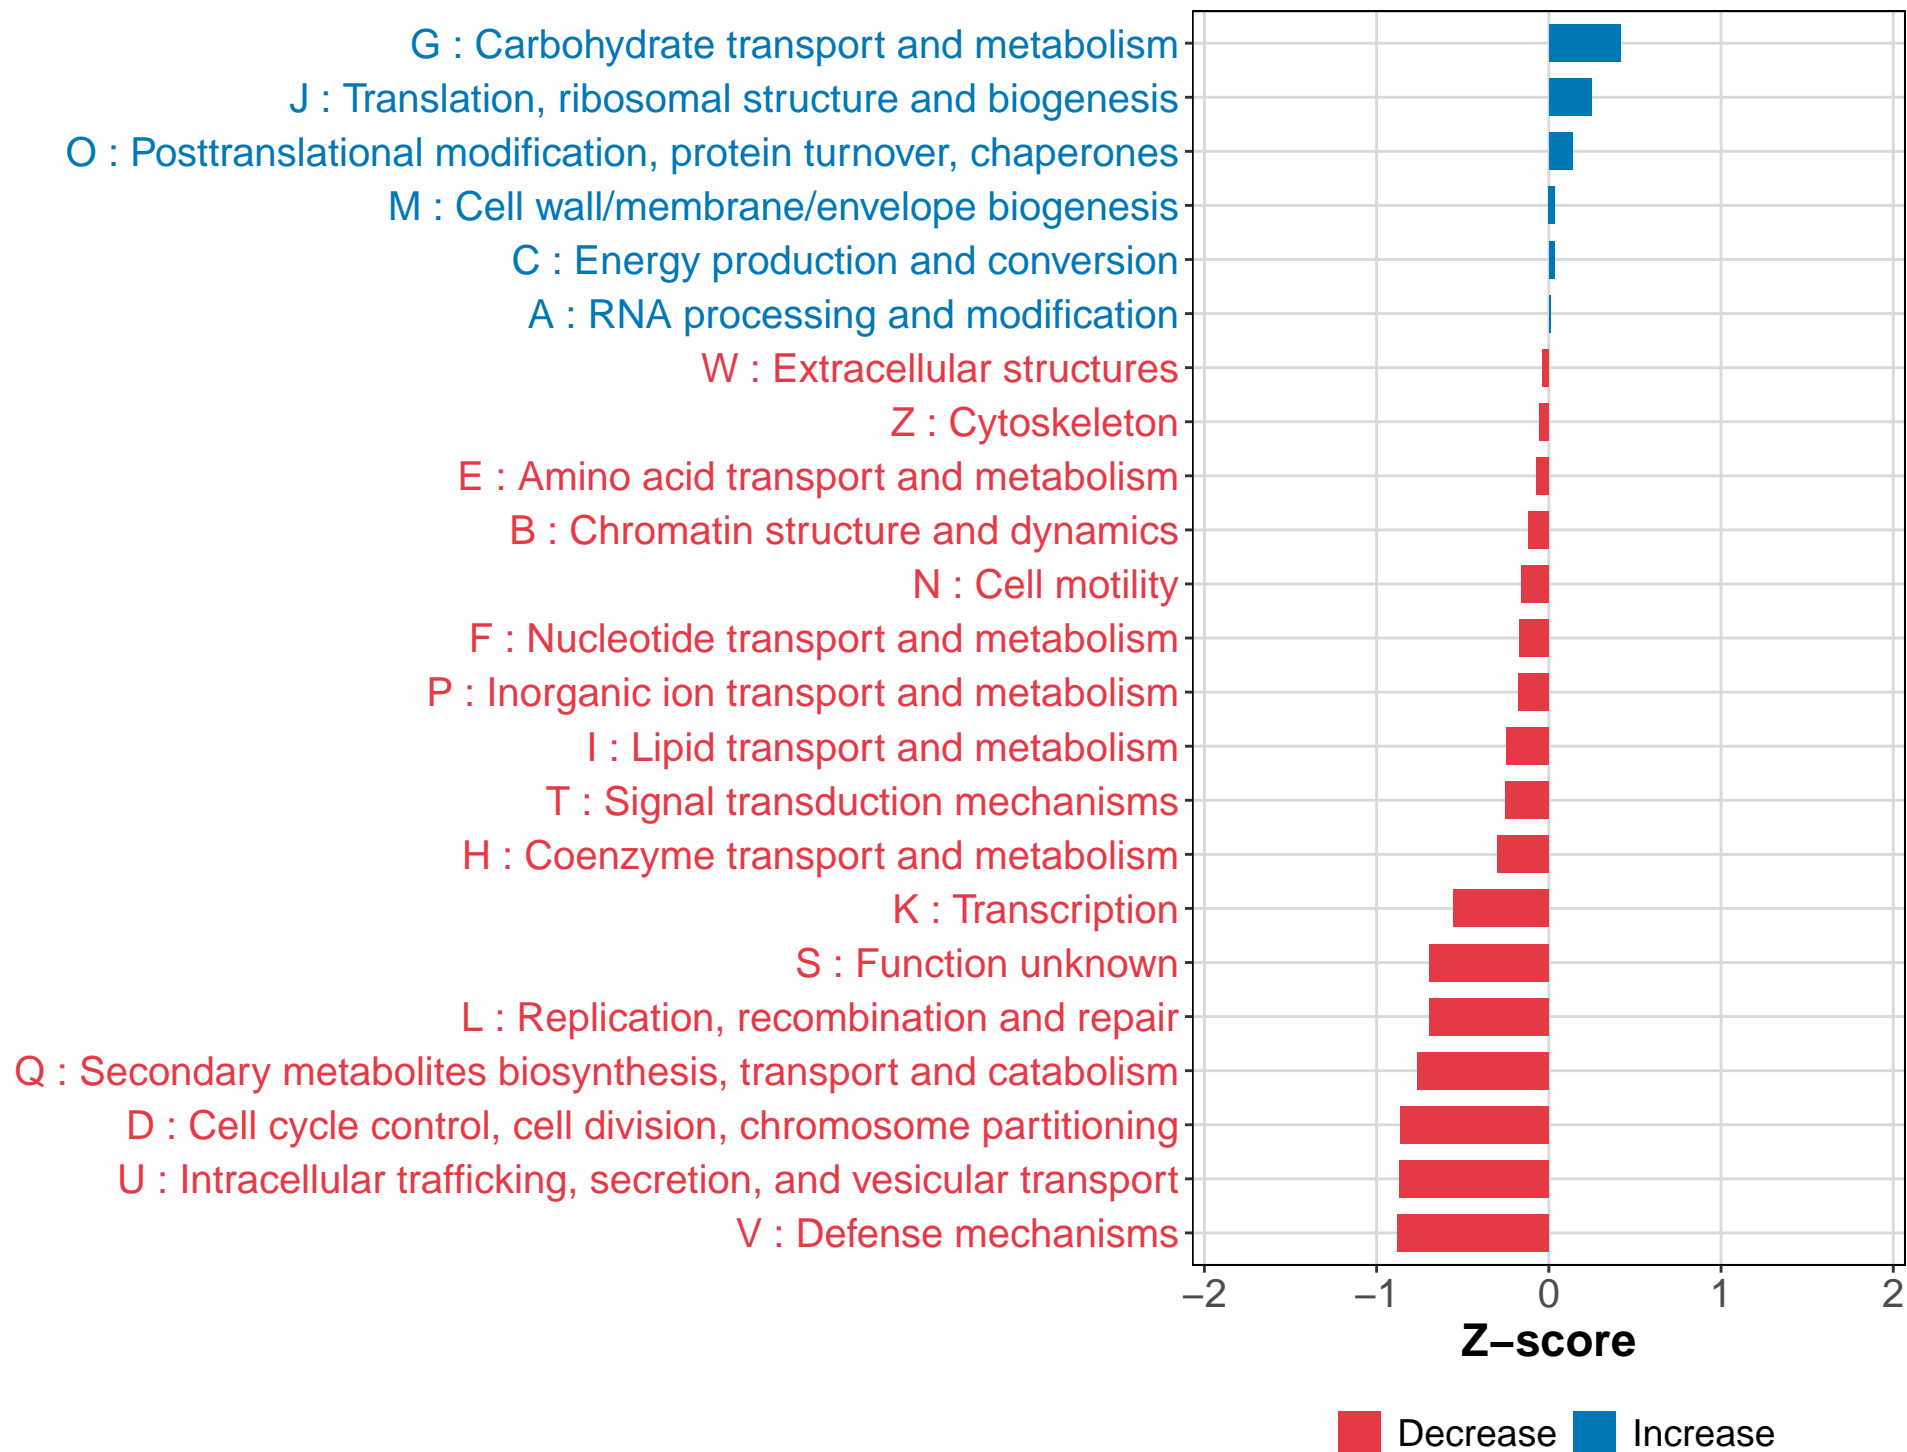 G : Carbohydrate transport and metabolism
J : Translation, ribosomal structure and biogenesis
O : Posttranslational modification, protein turnover, chaperones
M : Cell wall/membrane/envelope biogenesis
C : Energy production and conversion
A : RNA processing and modification
W : Extracellular structures
Z : Cytoskeleton
E : Amino acid transport and metabolism
B : Chromatin structure and dynamics
N : Cell motility
F : Nucleotide transport and metabolism
P : Inorganic ion transport and metabolism
I : Lipid transport and metabolism
T : Signal transduction mechanisms
H : Coenzyme transport and metabolism
K : Transcription
S : Function unknown
L : Replication, recombination and repair
Q : Secondary metabolites biosynthesis, transport and catabolism
D : Cell cycle control, cell division, chromosome partitioning
U : Intracellular trafficking, secretion, and vesicular transport
V : Defense mechanisms
−2 −1 0 1 2
Z−score
Decrease Increase